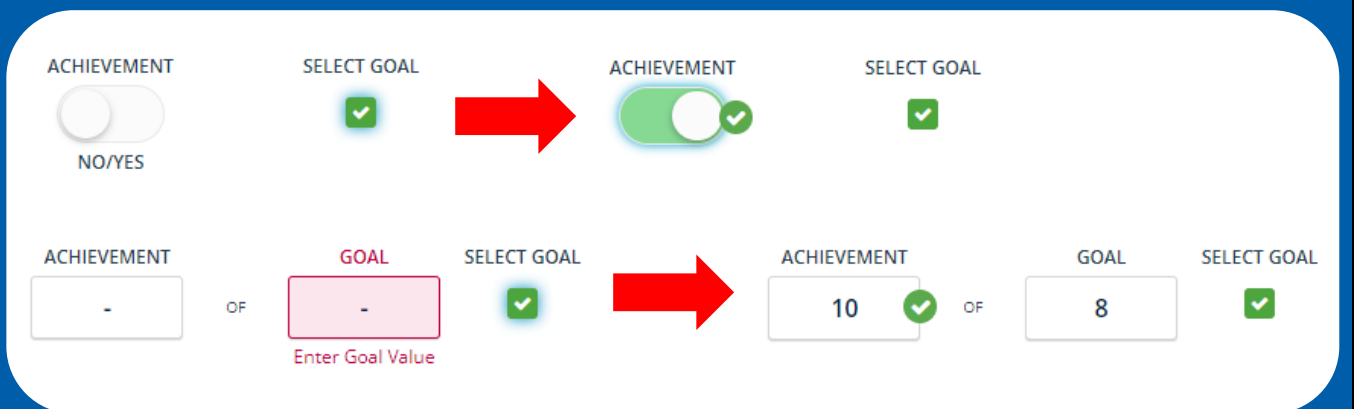 ACHIEVEMENT SELECT GOAL ACHIEVEMENT SELECT GOAL
NO/YES
ACHIEVEMENT GOAL SELECT GOAL ACHIEVEMENT GOAL SELECT GOAL
- OF - 10 OF 8
Enter Goal Value